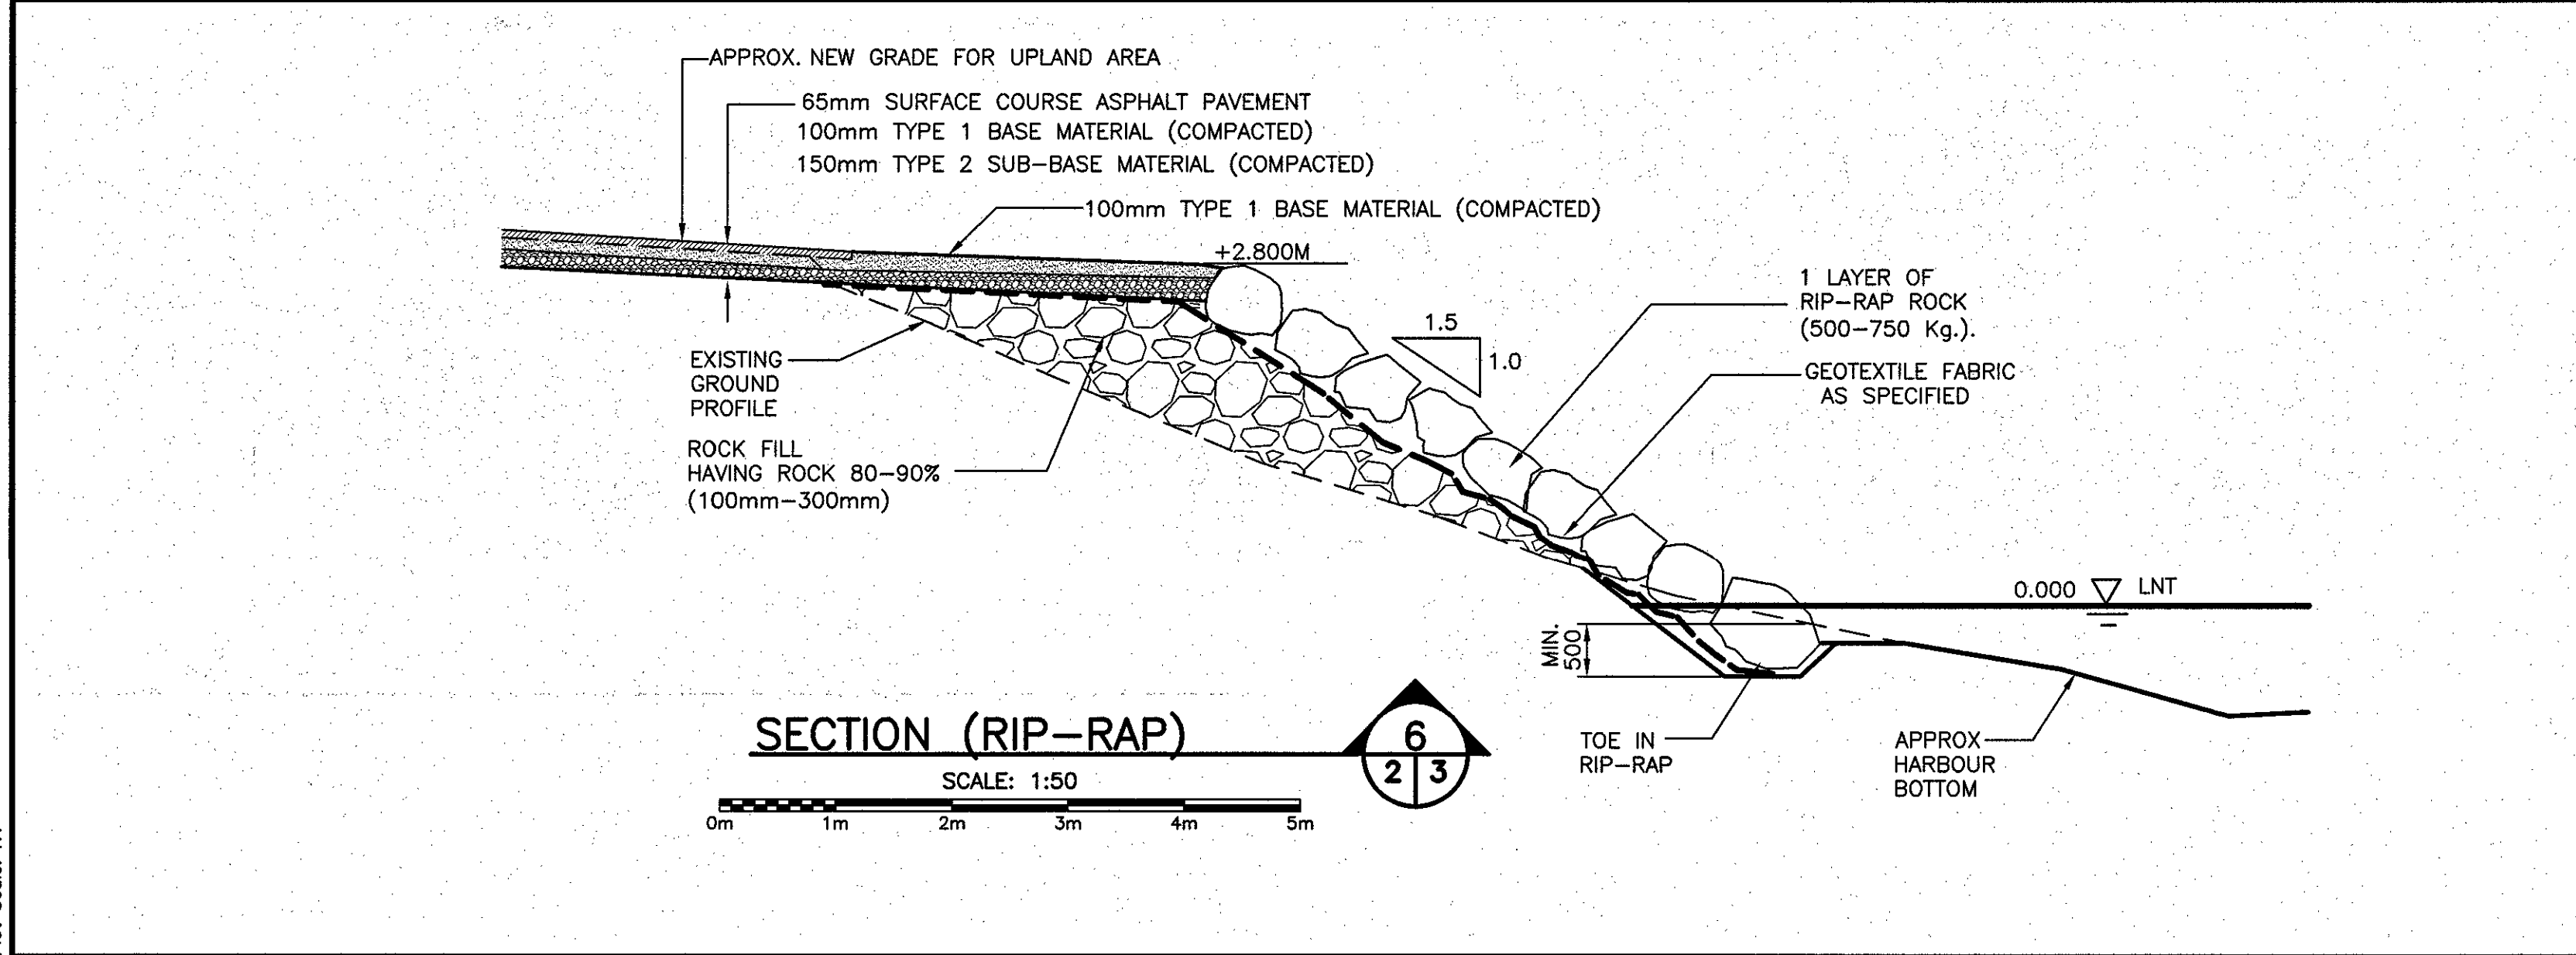 APPROX. NEW GRADE FOR UPLAND AREA
65mm SURFACE COURSE ASPHALT PAVEMENT
100mm TYPE 1 BASE MATERIAL (COMPACTED)
150mm TYPE 2 SUB-BASE MATERIAL (COMPACTED)
100mm TYPE 1 BASE MATERIAL (COMPACTED)
+2.800M
1 LAYER OF
RIP-RAP ROCK
(500-750 Kg.).
1.5
1.0
GEOTEXTILE FABRIC
AS SPECIFIED
EXISTING
GROUND
PROFILE
ROCK FILL
HAVING ROCK 80-90%
(100mm-300mm)
0.000 LNT
MIN.
500
TOE IN
RIP-RAP
APPROX
HARBOUR
BOTTOM
SECTION (RIP-RAP)
6
2 3
SCALE: 1:50
0m 1m 2m 3m 4m 5m